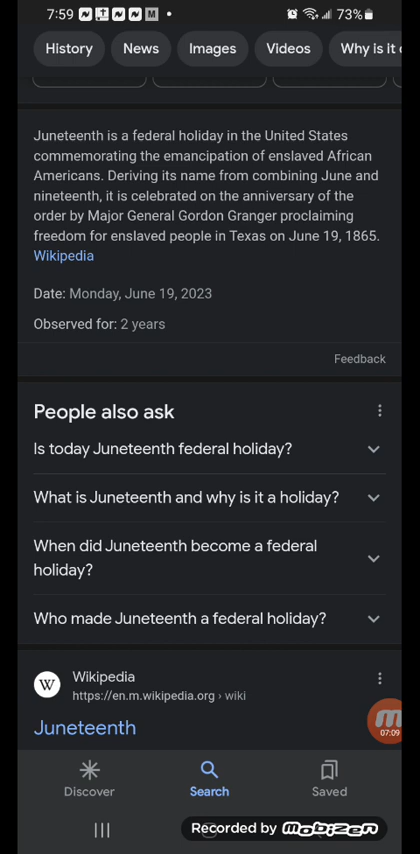 7:59
M
73%
History News Images Videos Why is it c
Juneteenth is a federal holiday in the United States
commemorating the emancipation of enslaved African
Americans. Deriving its name from combining June and
nineteenth, it is celebrated on the anniversary of the
order by Major General Gordon Granger proclaiming
freedom for enslaved people in Texas on June 19, 1865.
Wikipedia
Date: Monday, June 19, 2023
Observed for: 2 years
Feedback
People also ask
Is today Juneteenth federal holiday?
What is Juneteenth and why is it a holiday?
When did Juneteenth become a federal
holiday?
Who made Juneteenth a federal holiday?
W
Wikipedia
https://en.m.wikipedia.org › wiki
Juneteenth
m
07:09
Discover Search Saved
Recorded by mobizen